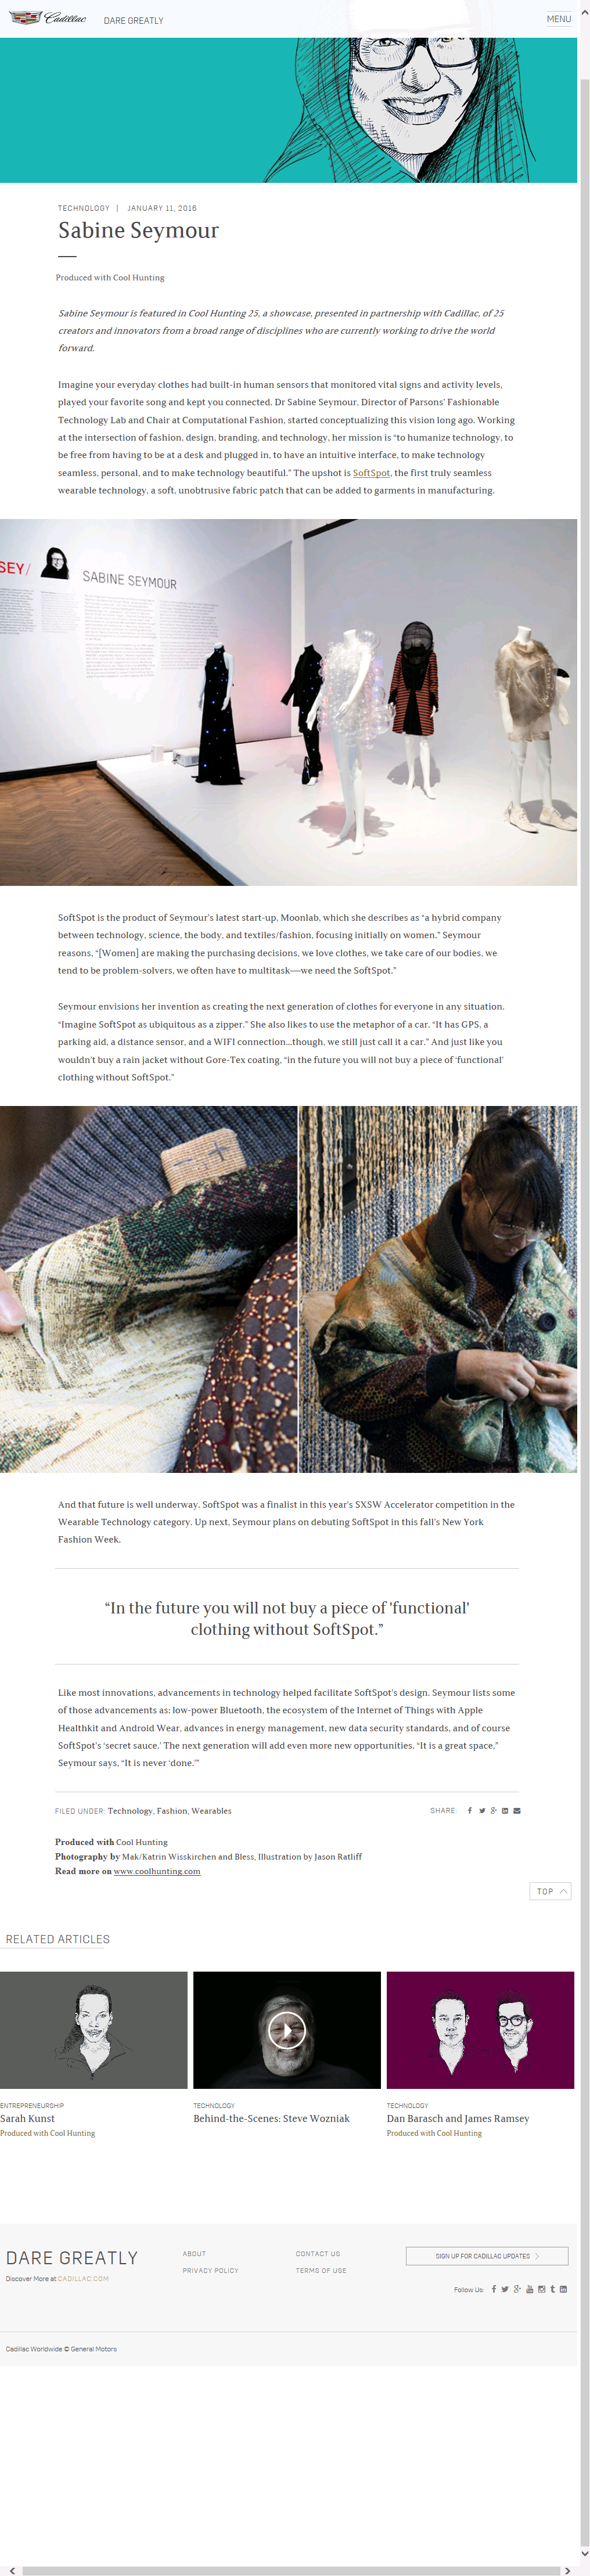 Cadillac
DARE GREATLY
MENU
TECHNOLOGY | JANUARY 11, 2016
Sabine Seymour
Produced with Cool Hunting
Sabine Seymour is featured in Cool Hunting 25, a showcase, presented in partnership with Cadillac, of 25
creators and innovators from a broad range of disciplines who are currently working to drive the world
forward.
Imagine your everyday clothes had built-in human sensors that monitored vital signs and activity levels,
played your favorite song and kept you connected. Dr Sabine Seymour, Director of Parsons' Fashionable
Technology Lab and Chair at Computational Fashion, started conceptualizing this vision long ago. Working
at the intersection of fashion, design, branding, and technology, her mission is “to humanize technology, to
be free from having to be at a desk and plugged in, to have an intuitive interface, to make technology
seamless, personal, and to make technology beautiful.” The upshot is SoftSpot, the first truly seamless
wearable technology, a soft, unobtrusive fabric patch that can be added to garments in manufacturing.
SEY/
SABINE SEYMOUR
SoftSpot is the product of Seymour's latest start-up, Moonlab, which she describes as “a hybrid company
between technology, science, the body, and textiles/fashion, focusing initially on women.” Seymour
reasons, “[Women] are making the purchasing decisions, we love clothes, we take care of our bodies, we
tend to be problem-solvers, we often have to multitask—we need the SoftSpot.”
Seymour envisions her invention as creating the next generation of clothes for everyone in any situation.
“Imagine SoftSpot as ubiquitous as a zipper.” She also likes to use the metaphor of a car. “It has GPS, a
parking aid, a distance sensor, and a WIFI connection...though, we still just call it a car.” And just like you
wouldn't buy a rain jacket without Gore-Tex coating, “in the future you will not buy a piece of ‘functional’
clothing without SoftSpot.”
And that future is well underway. SoftSpot was a finalist in this year's SXSW Accelerator competition in the
Wearable Technology category. Up next, Seymour plans on debuting SoftSpot in this fall's New York
Fashion Week.
“In the future you will not buy a piece of 'functional'
clothing without SoftSpot.”
Like most innovations, advancements in technology helped facilitate SoftSpot's design. Seymour lists some
of those advancements as: low-power Bluetooth, the ecosystem of the Internet of Things with Apple
Healthkit and Android Wear, advances in energy management, new data security standards, and of course
SoftSpot's ‘secret sauce.’ The next generation will add even more new opportunities. “It is a great space,”
Seymour says, “It is never ‘done.’”
FILED UNDER: Technology, Fashion, Wearables
SHARE:
Produced with Cool Hunting
Photography by Mak/Katrin Wisskirchen and Bless, Illustration by Jason Ratliff
Read more on www.coolhunting.com
TOP
RELATED ARTICLES
ENTREPRENEURSHIP
Sarah Kunst
Produced with Cool Hunting
TECHNOLOGY
Behind-the-Scenes: Steve Wozniak
TECHNOLOGY
Dan Barasch and James Ramsey
Produced with Cool Hunting
DARE GREATLY
Discover More at CADILLAC.COM
ABOUT
PRIVACY POLICY
CONTACT US
TERMS OF USE
SIGN UP FOR CADILLAC UPDATES
Follow Us:
Cadillac Worldwide © General Motors